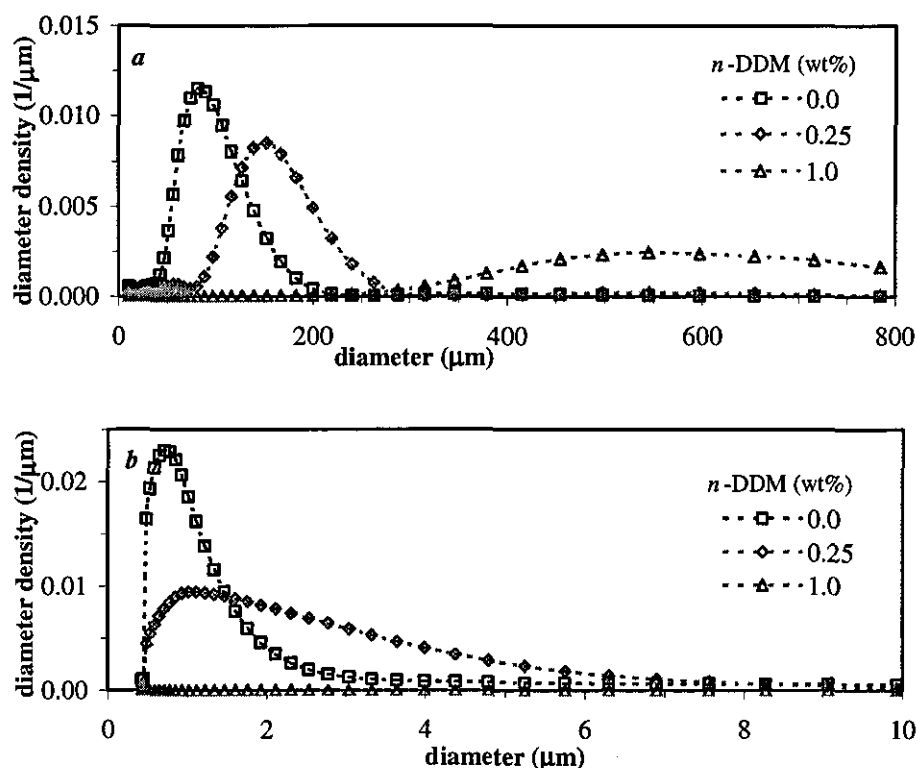 0.015
a
n-DDM (wt%)
0.0
0.25
1.0
0.010
0.005
0.000
diameter density (1/µm)
0 200 400 600 800
diameter (µm)
b
n-DDM (wt%)
0.0
0.25
1.0
0.02
0.01
0.00
diameter density (1/µm)
0 2 4 6 8 10
diameter (µm)